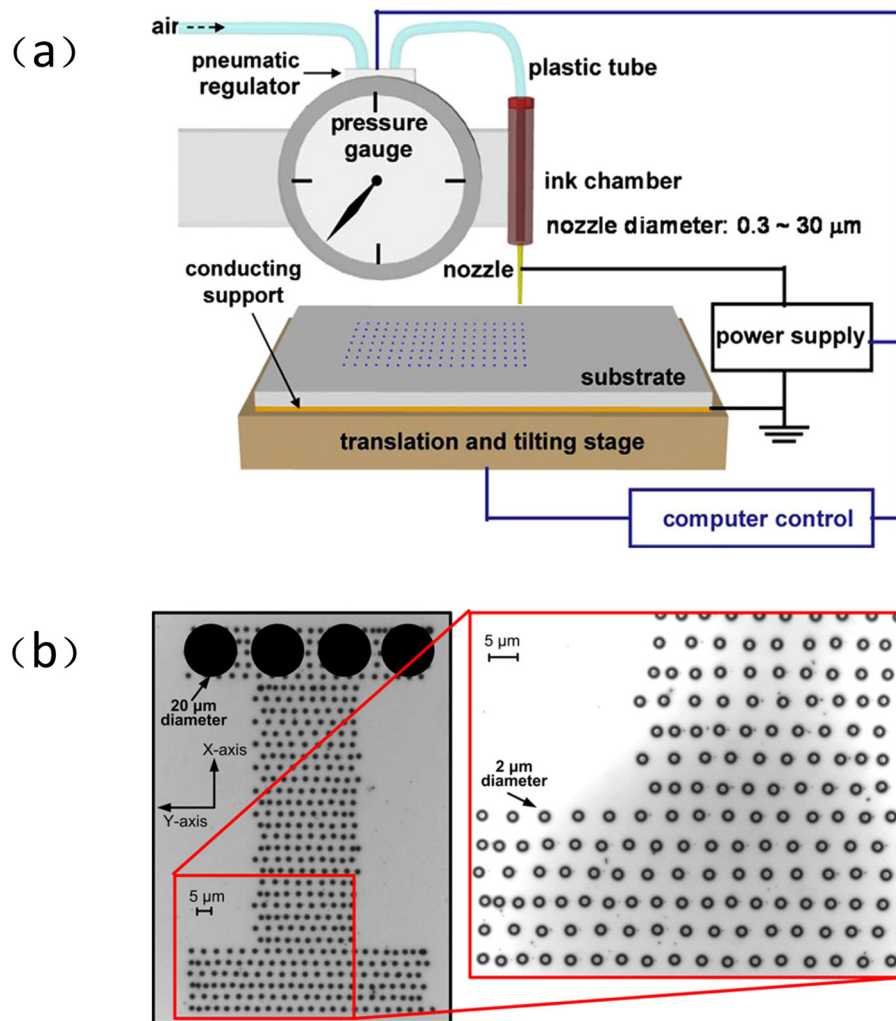 (a)
air
pneumatic
regulator
plastic tube
pressure
gauge
ink chamber
nozzle diameter: 0.3 ~ 30 μm
conducting
support
nozzle
power supply
substrate
translation and tilting stage
computer control
(b)
20 μm
diameter
X-axis
Y-axis
5 μm
5 μm
2 μm
diameter